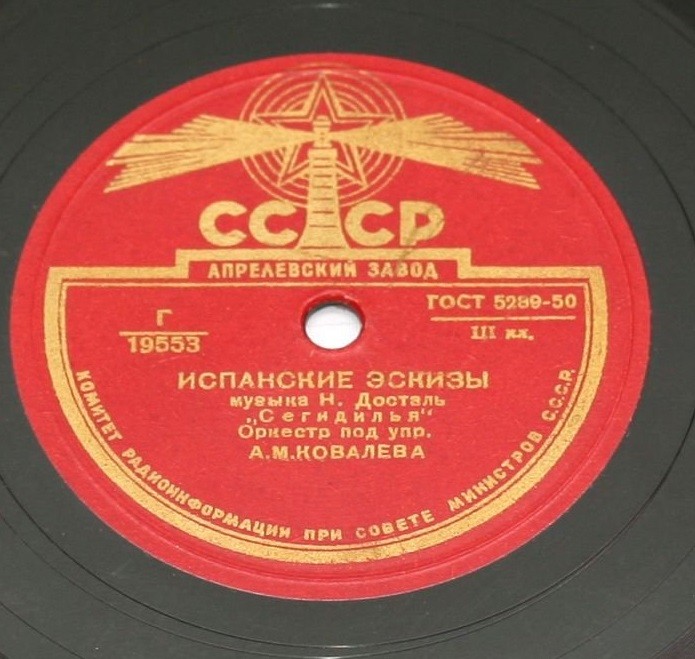 СССР
АПРЕЛЕВСКИЙ ЗАВОД
Г
19553
ГОСТ 5289-50
III кл.
ИСПАНСКИЕ ЭСКИЗЫ
музыка Н. Досталь
„Сегидилья"
Оркестр под упр.
А.М.КОВАЛЕВА
КОМИТЕТ РАДИОИНФОРМАЦИИ ПРИ СОВЕТЕ МИНИСТРОВ С.С.С.Р.